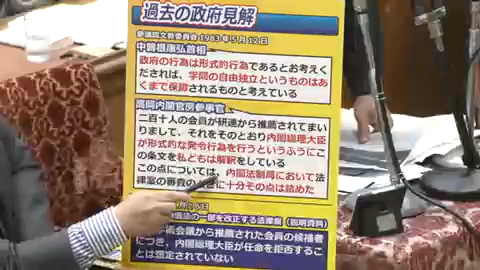 過去の政府見解
参議院文教委員会 1983年5月12日
中曽根康弘首相
政府の行為は形式的行為であるとお考えく
だされば、学問の自由独立というものはあ
くまで保障されるものと考えている
高岡内閣官房参事官
二百十人の会員が研連から推薦されてまい
りまして、それをそのとおり内閣総理大臣
が形式的な発令行為を行うというふうにこ
の条文を私どもは解釈をしている
この点については、内閣法制局において法
律案の審査のときに十分その点は詰めた
の一部を改正する法律案(説明資料)
術会議から推薦された会員の候補者
につき、内閣総理大臣が任命を拒否するこ
とは想定されていない